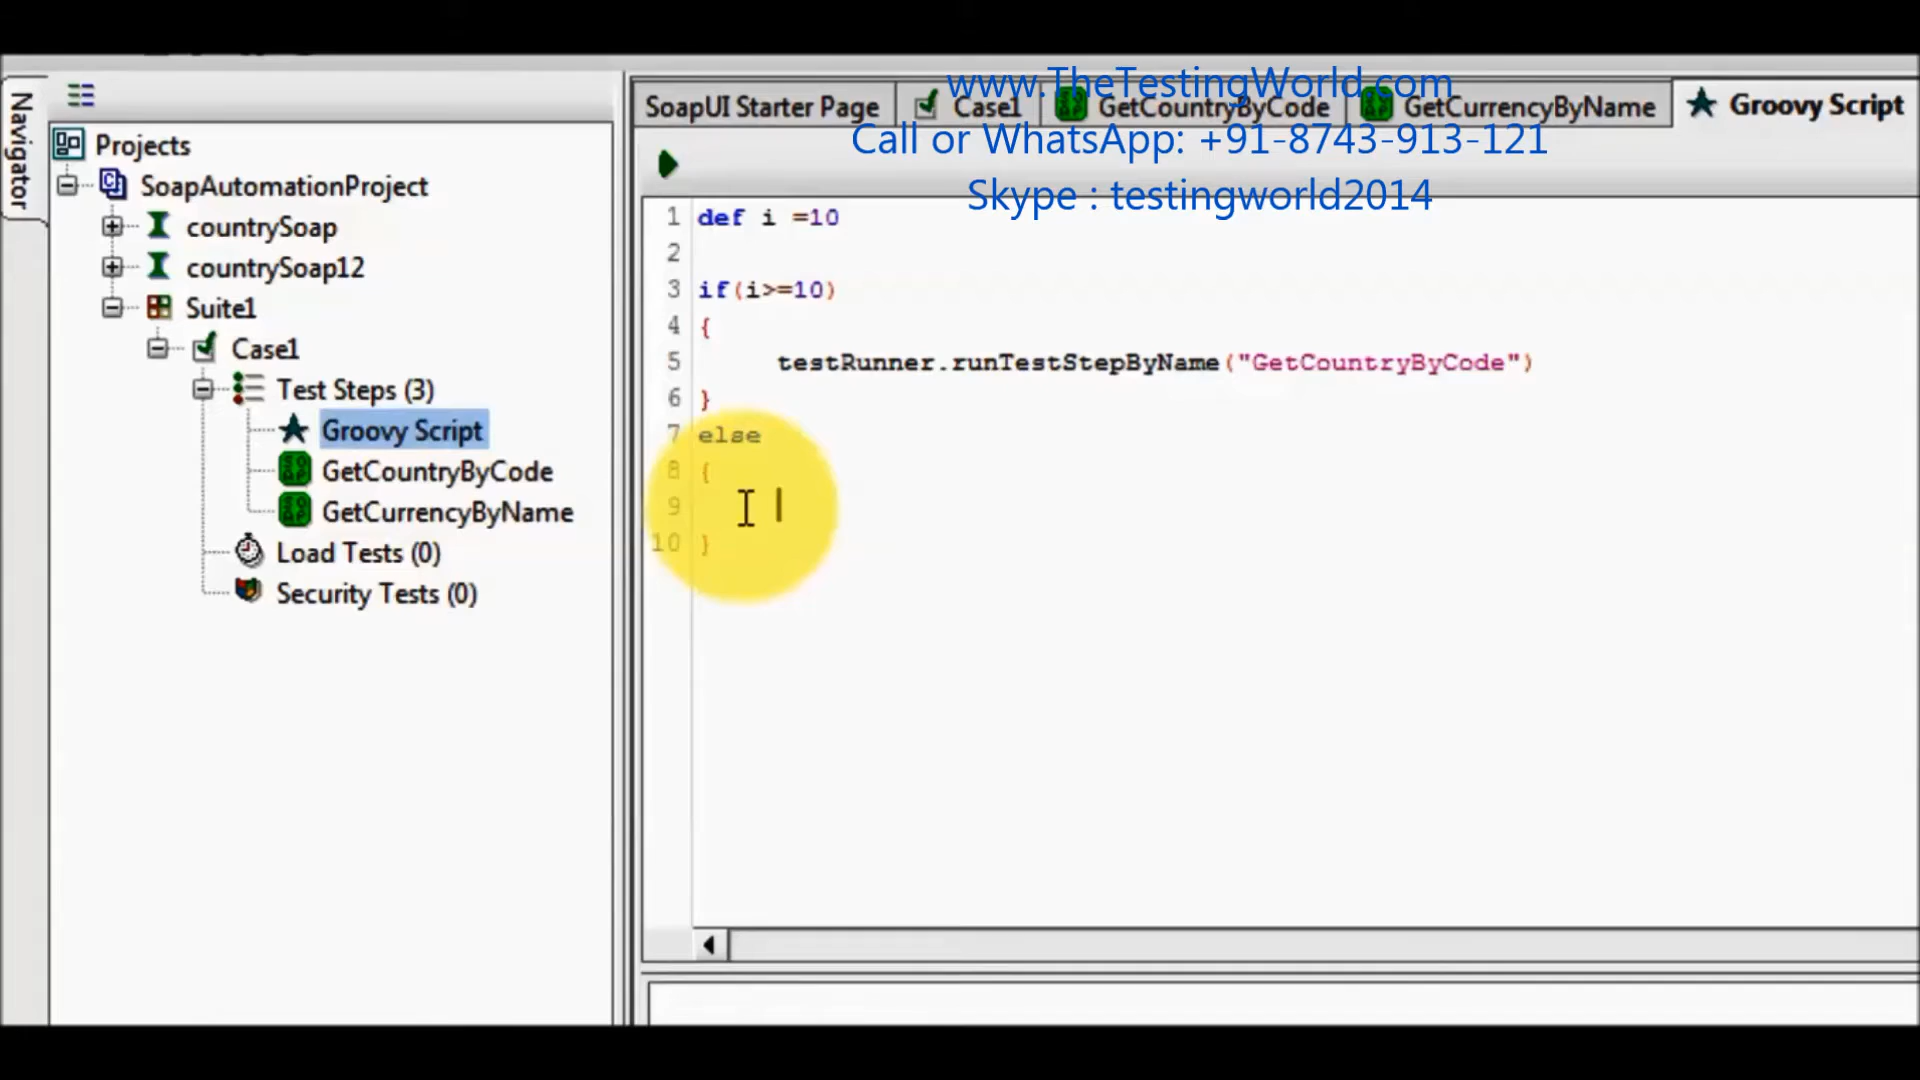 Navigator
Projects
SoapAutomationProject
countrySoap
countrySoap12
Suite1
Case1
Test Steps (3)
Groovy Script
GetCountryByCode
GetCurrencyByName
Load Tests (0)
Security Tests (0)
SoapUI Starter Page
Case1
GetCountryByCode
GetCurrencyByName
Groovy Script
www.TheTestingWorld.com
Call or WhatsApp: +91-8743-913-121
Skype : testingworld2014
1 def i =10
2
3 if(i>=10)
4 {
5 testRunner.runTestStepByName("GetCountryByCode")
6 }
7 else
8 {
9
10 }